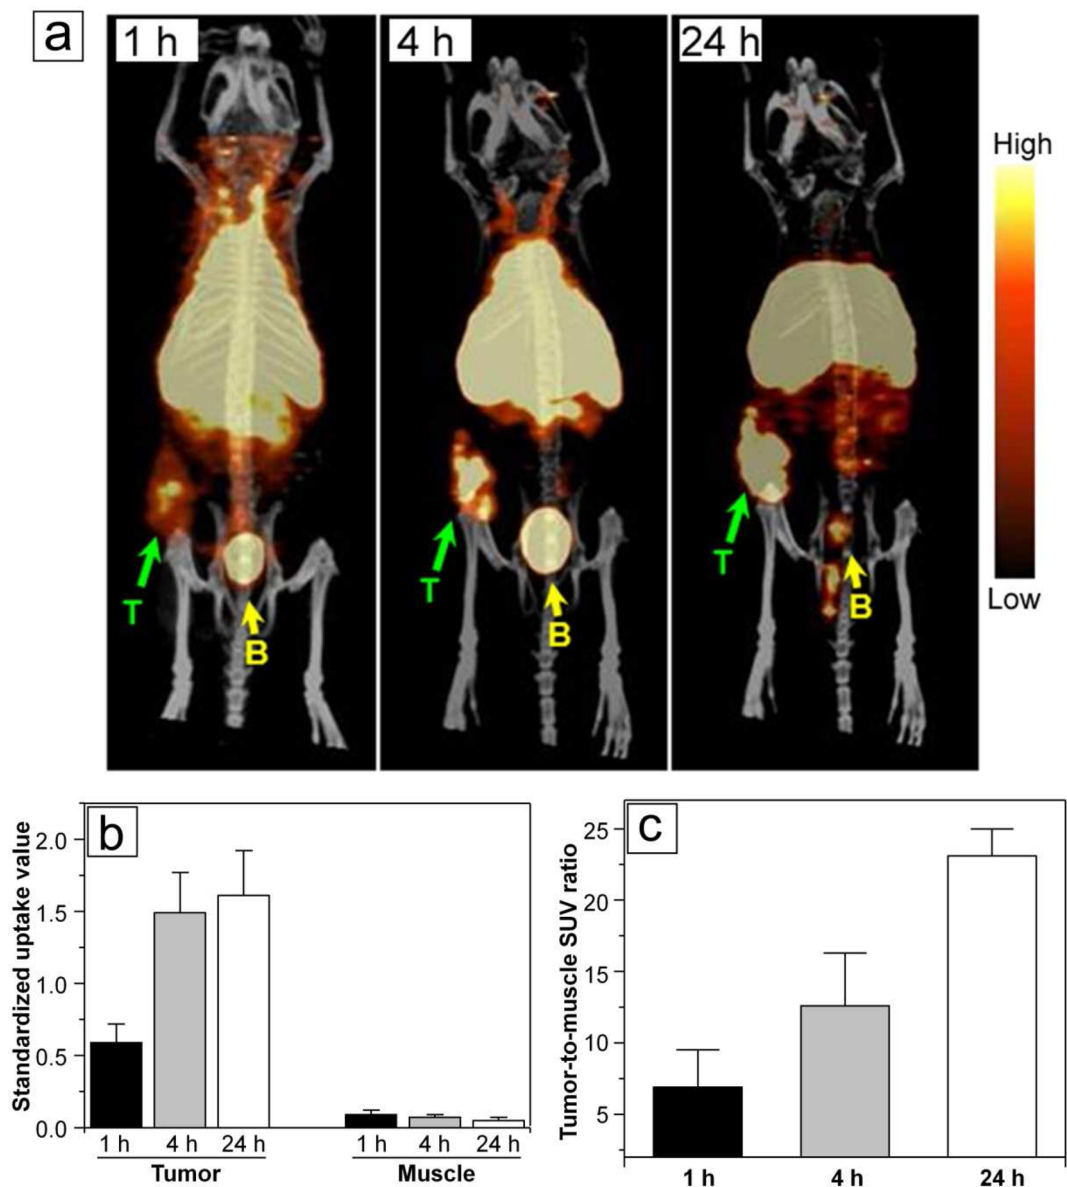 a
1 h
4 h
24 h
High
Low
T
B
T
B
T
B
b
Standardized uptake value
2.0
1.5
1.0
0.5
0.0
1 h 4 h 24 h 1 h 4 h 24 h
Tumor Muscle
c
Tumor-to-muscle SUV ratio
25
20
15
10
5
1 h 4 h 24 h